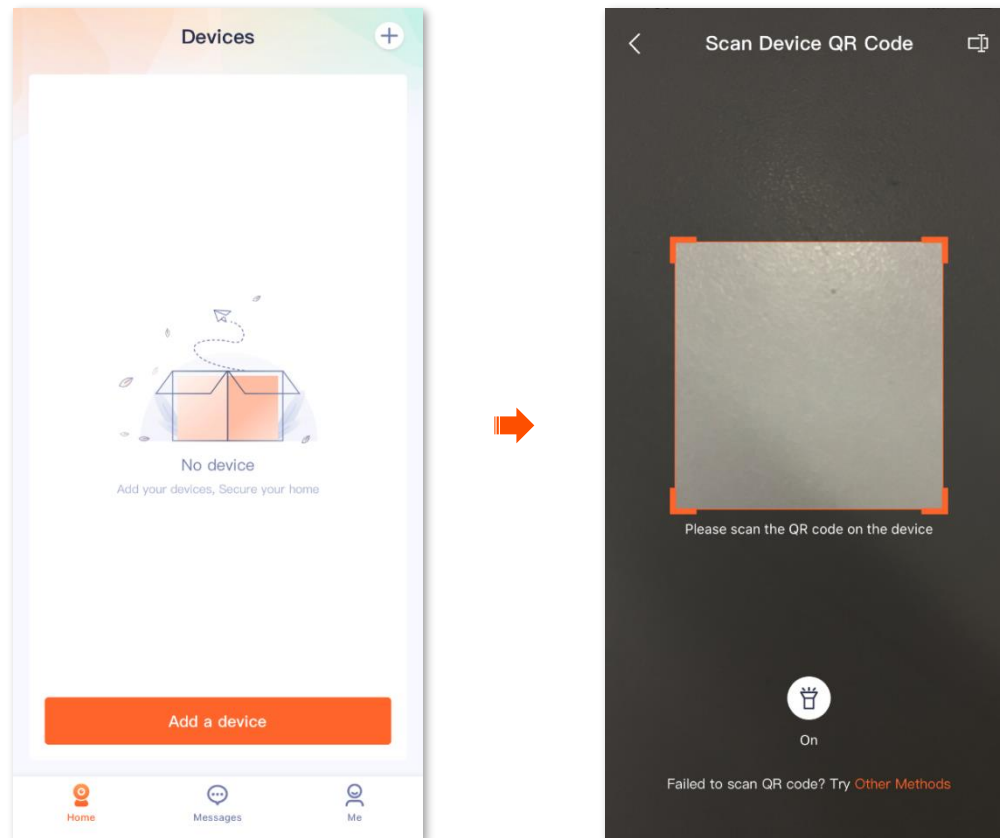 Devices
No device
Add your devices, Secure your home
Add a device
Home
Messages
Me
Scan Device QR Code
Please scan the QR code on the device
On
Failed to scan QR code? Try Other Methods